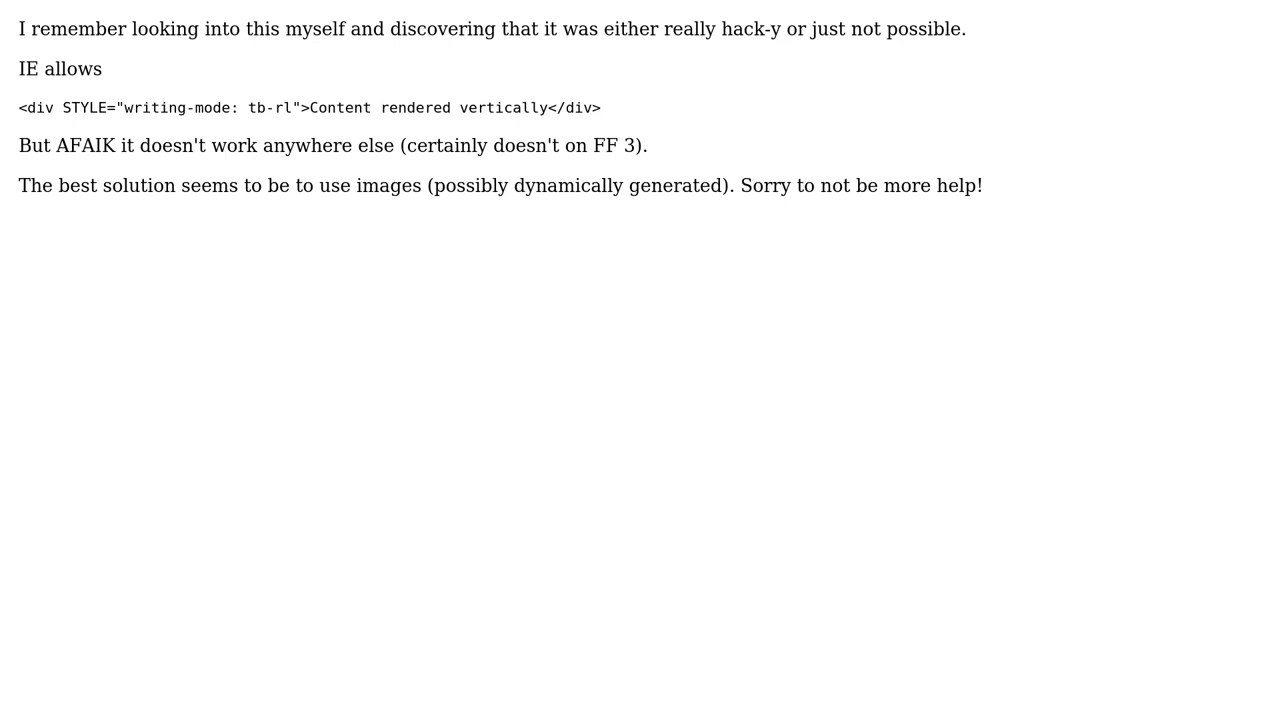 I remember looking into this myself and discovering that it was either really hack-y or just not possible.
IE allows
<div STYLE="writing-mode: tb-rl">Content rendered vertically</div>
But AFAIK it doesn't work anywhere else (certainly doesn't on FF 3).
The best solution seems to be to use images (possibly dynamically generated). Sorry to not be more help!